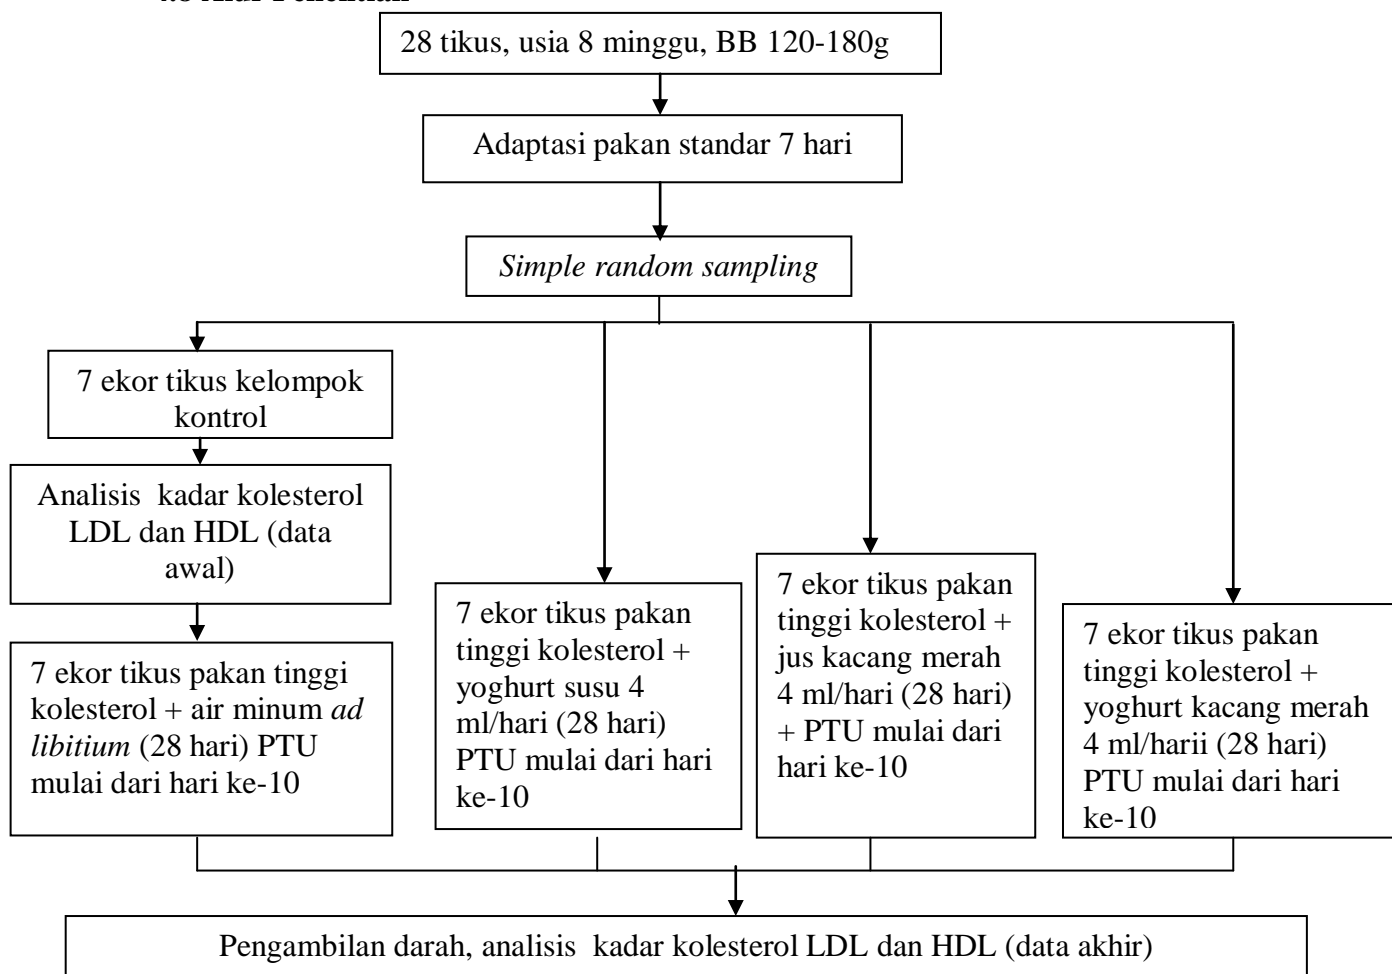 4.8 Alur Penelitian
28 tikus, usia 8 minggu, BB 120-180g
Adaptasi pakan standar 7 hari
Simple random sampling
7 ekor tikus kelompok
kontrol
Analisis kadar kolesterol
LDL dan HDL (data
awal)
7 ekor tikus pakan tinggi
kolesterol + air minum ad
libitium (28 hari) PTU
mulai dari hari ke-10
7 ekor tikus pakan
tinggi kolesterol +
yoghurt susu 4
ml/hari (28 hari)
PTU mulai dari hari
ke-10
7 ekor tikus pakan
tinggi kolesterol +
jus kacang merah
4 ml/hari (28 hari)
+ PTU mulai dari
hari ke-10
7 ekor tikus pakan
tinggi kolesterol +
yoghurt kacang merah
4 ml/harii (28 hari)
PTU mulai dari hari
ke-10
Pengambilan darah, analisis kadar kolesterol LDL dan HDL (data akhir)